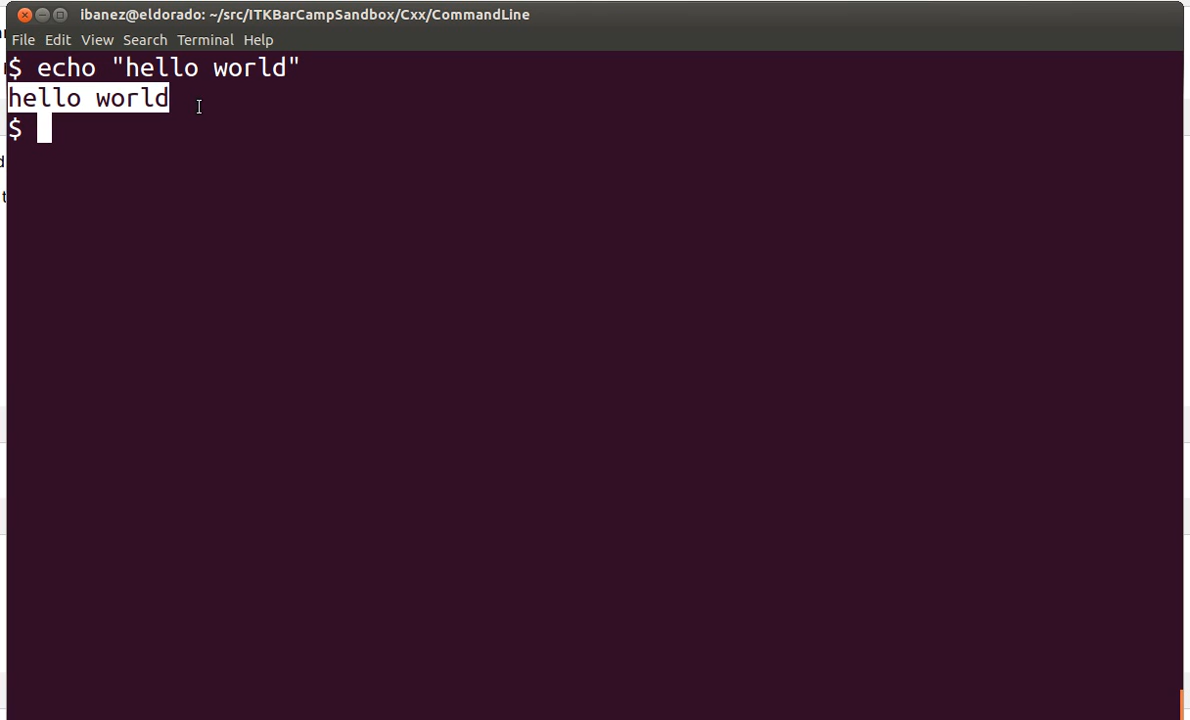 ibanez@eldorado: ~/src/ITKBarCampSandbox/Cxx/CommandLine
File Edit View Search Terminal Help
$ echo "hello world"
hello world
$